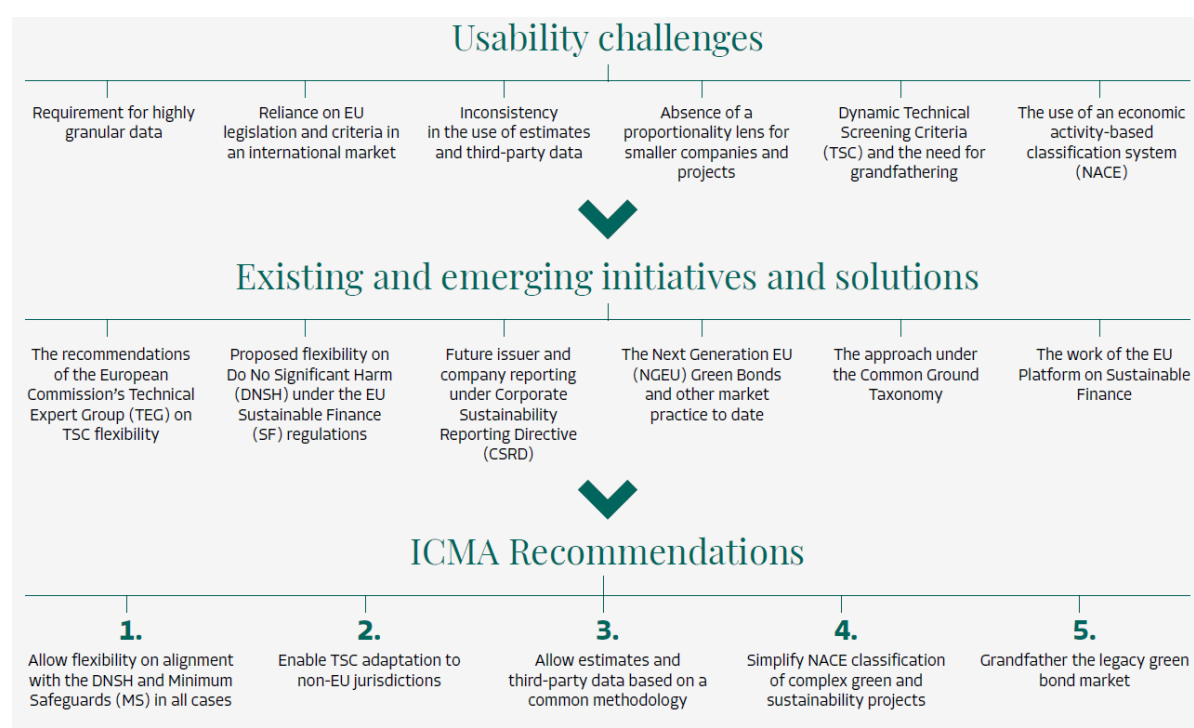 Usability challenges
Requirement for highly
granular data
Reliance on EU
legislation and criteria in
an international market
Inconsistency
in the use of estimates
and third-party data
Absence of a
proportionality lens for
smaller companies and
projects
Dynamic Technical
Screening Criteria
(TSC) and the need for
grandfathering
The use of an economic
activity-based
classification system
(NACE)
Existing and emerging initiatives and solutions
The recommendations
of the European
Commission's Technical
Expert Group (TEG) on
TSC flexibility
Proposed flexibility on
Do No Significant Harm
(DNSH) under the EU
Sustainable Finance
(SF) regulations
Future issuer and
company reporting
under Corporate
Sustainability
Reporting Directive
(CSRD)
The Next Generation EU
(NGEU) Green Bonds
and other market
practice to date
The approach under
the Common Ground
Taxonomy
The work of the EU
Platform on Sustainable
Finance
ICMA Recommendations
1.
Allow flexibility on alignment
with the DNSH and Minimum
Safeguards (MS) in all cases
2.
Enable TSC adaptation to
non-EU jurisdictions
3.
Allow estimates and
third-party data based on a
common methodology
4.
Simplify NACE classification
of complex green and
sustainability projects
5.
Grandfather the legacy green
bond market